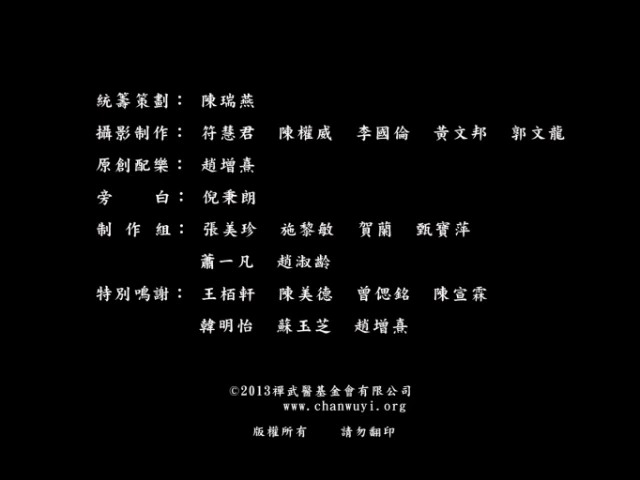 統籌策劃： 陳瑞燕
攝影制作： 符慧君 陳權威 李國倫 黃文邦 郭文龍
原創配樂： 趙增熹
旁 白： 倪秉朗
制 作 組： 張美珍 施黎敏 賀蘭 甄寶萍
蕭一凡 趙淑齡
特別鳴謝： 王栢軒 陳美德 曾偲銘 陳宣霖
韓明怡 蘇玉芝 趙增熹
©2013禪武醫基金會有限公司
www.chanwuyi.org
版權所有 請勿翻印